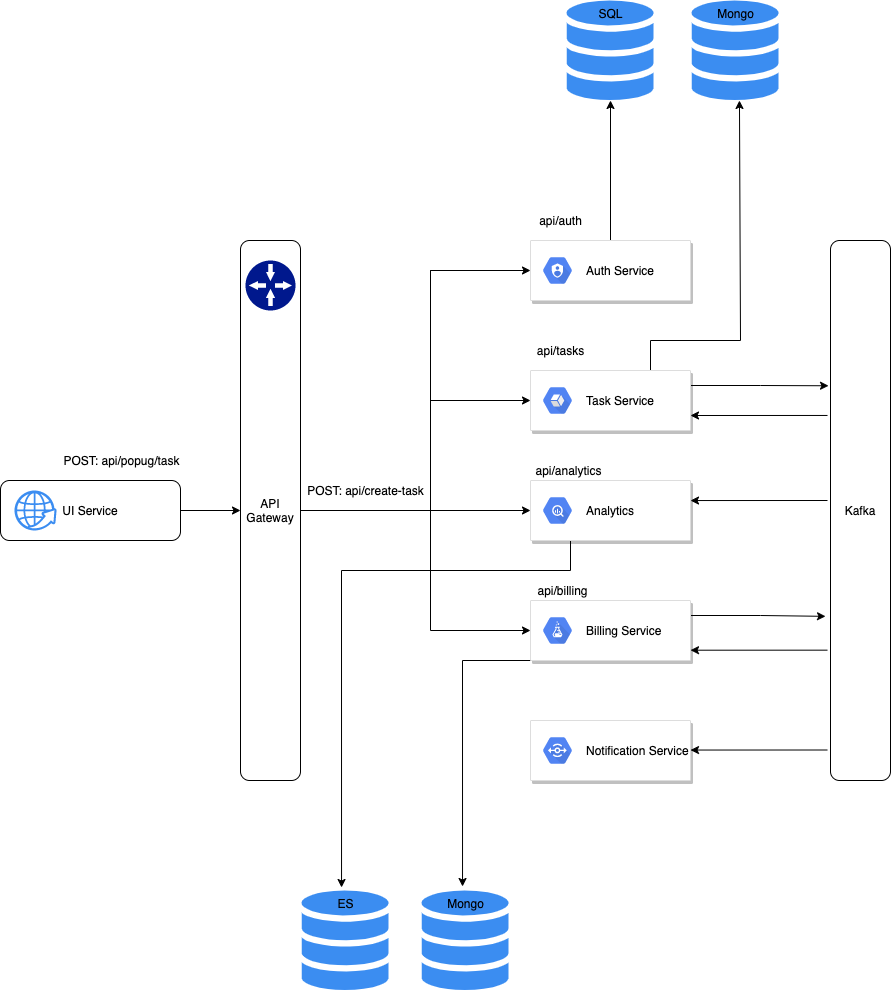 SQL
Mongo
api/auth
Auth Service
api/tasks
Task Service
POST: api/popug/task
UI Service
API
Gateway
POST: api/create-task
api/analytics
Analytics
Kafka
api/billing
Billing Service
Notification Service
ES
Mongo